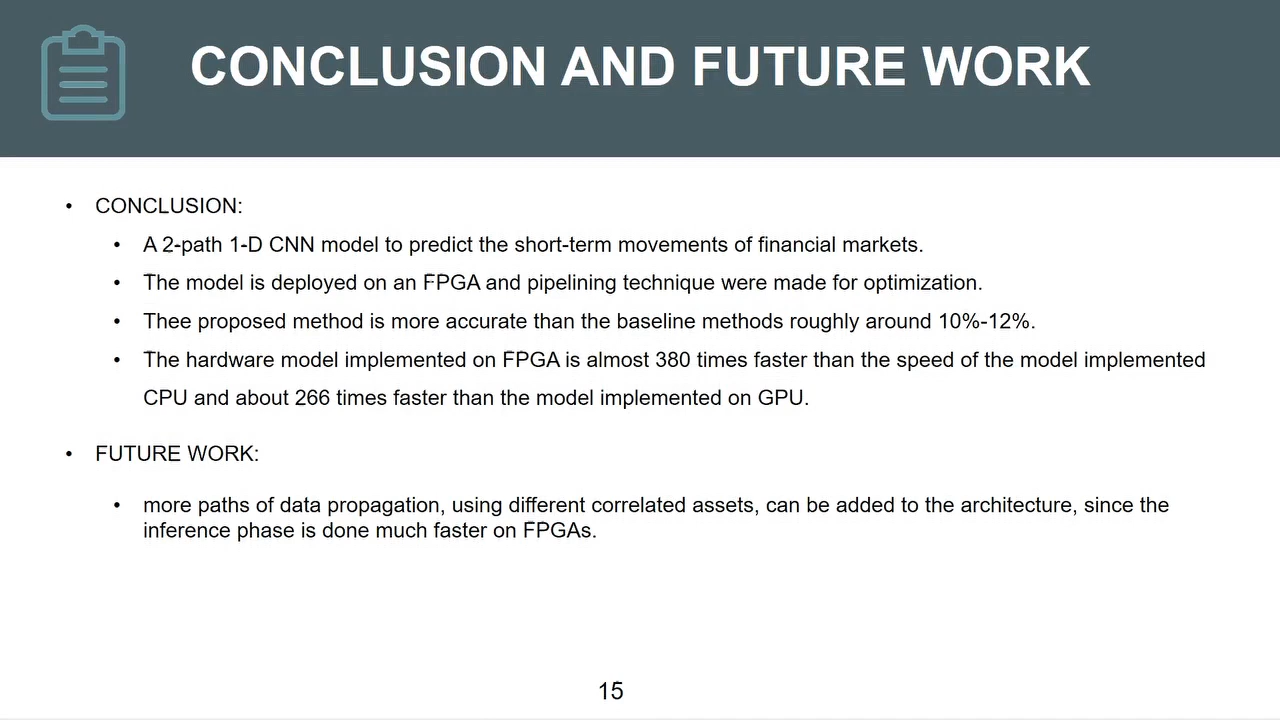 CONCLUSION AND FUTURE WORK
• CONCLUSION:
• A 2-path 1-D CNN model to predict the short-term movements of financial markets.
• The model is deployed on an FPGA and pipelining technique were made for optimization.
• Thee proposed method is more accurate than the baseline methods roughly around 10%-12%.
• The hardware model implemented on FPGA is almost 380 times faster than the speed of the model implemented
CPU and about 266 times faster than the model implemented on GPU.
• FUTURE WORK:
• more paths of data propagation, using different correlated assets, can be added to the architecture, since the
inference phase is done much faster on FPGAs.
15